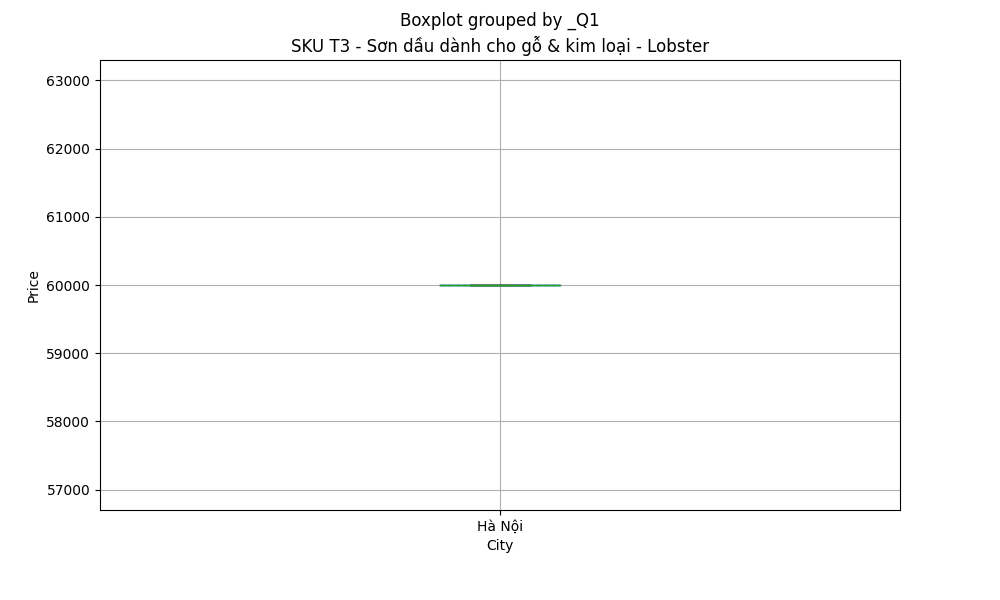 Boxplot grouped by _Q1
SKU T3 - Sơn dầu dành cho gỗ & kim loại - Lobster
63000
62000
61000
60000
59000
58000
57000
Price
Hà Nội
City